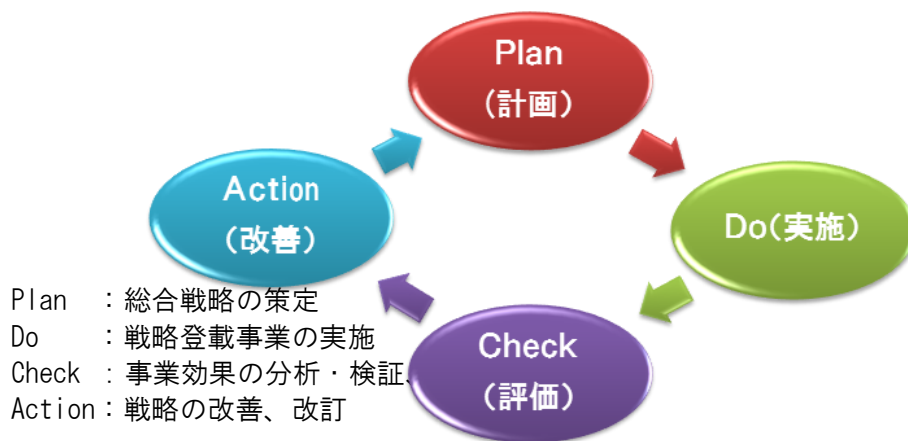 Plan
(計画)
Action
(改善)
Do(実施)
Check
(評価)
Plan ：総合戦略の策定
Do ：戦略登載事業の実施
Check ：事業効果の分析・検証、
Action：戦略の改善、改訂